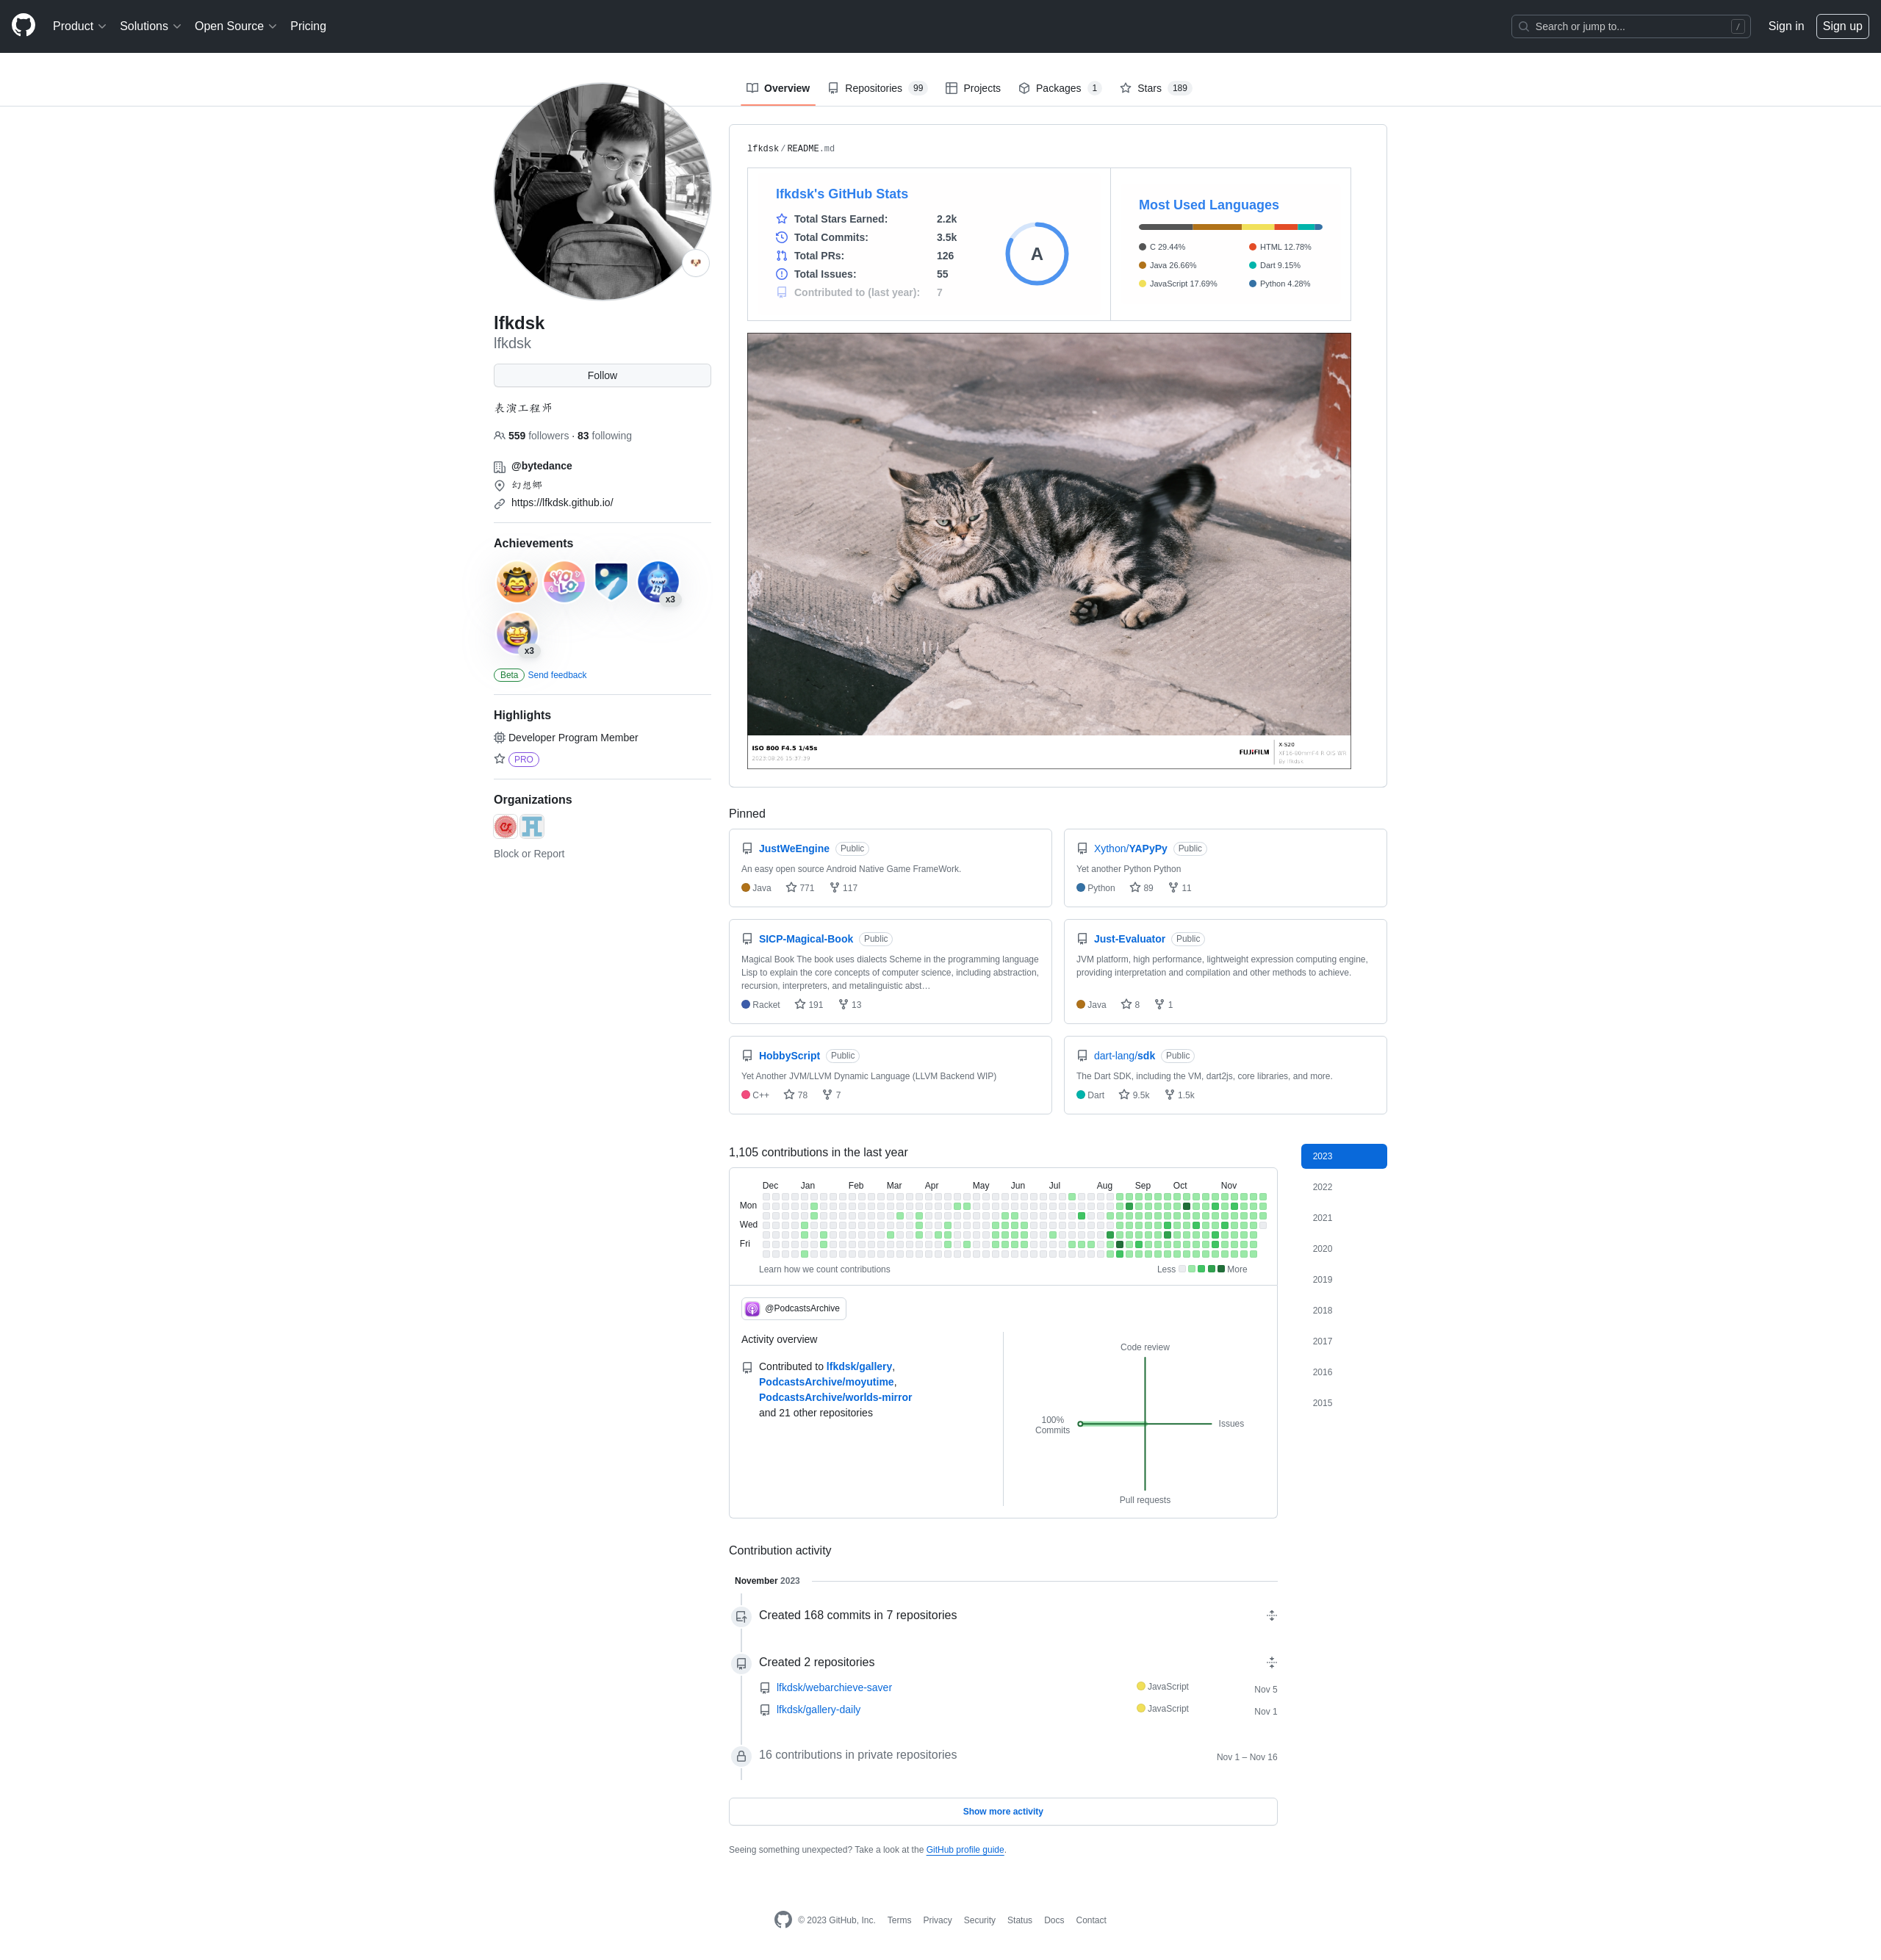 Product
Solutions
Open Source
Pricing
Search or jump to...
/
Sign in
Sign up
Overview
Repositories 99
Projects
Packages 1
Stars 189
lfkdsk
lfkdsk
Follow
表演工程师
559 followers · 83 following
@bytedance
幻想乡
https://lfkdsk.github.io/
Achievements
YOLO
x3
x3
Beta Send feedback
Highlights
Developer Program Member
PRO
Organizations
Block or Report
lfkdsk/README.md
lfkdsk's GitHub Stats
Total Stars Earned: 2.2k
Total Commits: 3.5k
Total PRs: 126
Total Issues: 55
Contributed to (last year): 7
A
Most Used Languages
C 29.44%
HTML 12.78%
Java 26.66%
Dart 9.15%
JavaScript 17.69%
Python 4.28%
ISO 800 F4.5 1/45s
FUJIFILM
X-S20
By lfkdsk
Pinned
JustWeEngine Public
An easy open source Android Native Game FrameWork.
Java 771 117
Xython/YAPyPy Public
Yet another Python Python
Python 89 11
SICP-Magical-Book Public
Magical Book The book uses dialects Scheme in the programming language
Lisp to explain the core concepts of computer science, including abstraction,
recursion, interpreters, and metalinguistic abst…
Racket 191 13
Just-Evaluator Public
JVM platform, high performance, lightweight expression computing engine,
providing interpretation and compilation and other methods to achieve.
Java 8 1
HobbyScript Public
Yet Another JVM/LLVM Dynamic Language (LLVM Backend WIP)
C++ 78 7
dart-lang/sdk Public
The Dart SDK, including the VM, dart2js, core libraries, and more.
Dart 9.5k 1.5k
1,105 contributions in the last year
Dec Jan Feb Mar Apr May Jun Jul Aug Sep Oct Nov
Mon
Wed
Fri
Learn how we count contributions
Less More
2023
2022
2021
2020
2019
2018
2017
2016
2015
@PodcastsArchive
Activity overview
Contributed to lfkdsk/gallery,
PodcastsArchive/moyutime,
PodcastsArchive/worlds-mirror
and 21 other repositories
Code review
100%
Commits
Issues
Pull requests
Contribution activity
November 2023
Created 168 commits in 7 repositories
Created 2 repositories
lfkdsk/webarchieve-saver JavaScript Nov 5
lfkdsk/gallery-daily JavaScript Nov 1
16 contributions in private repositories Nov 1 – Nov 16
Show more activity
Seeing something unexpected? Take a look at the GitHub profile guide.
© 2023 GitHub, Inc.
Terms
Privacy
Security
Status
Docs
Contact